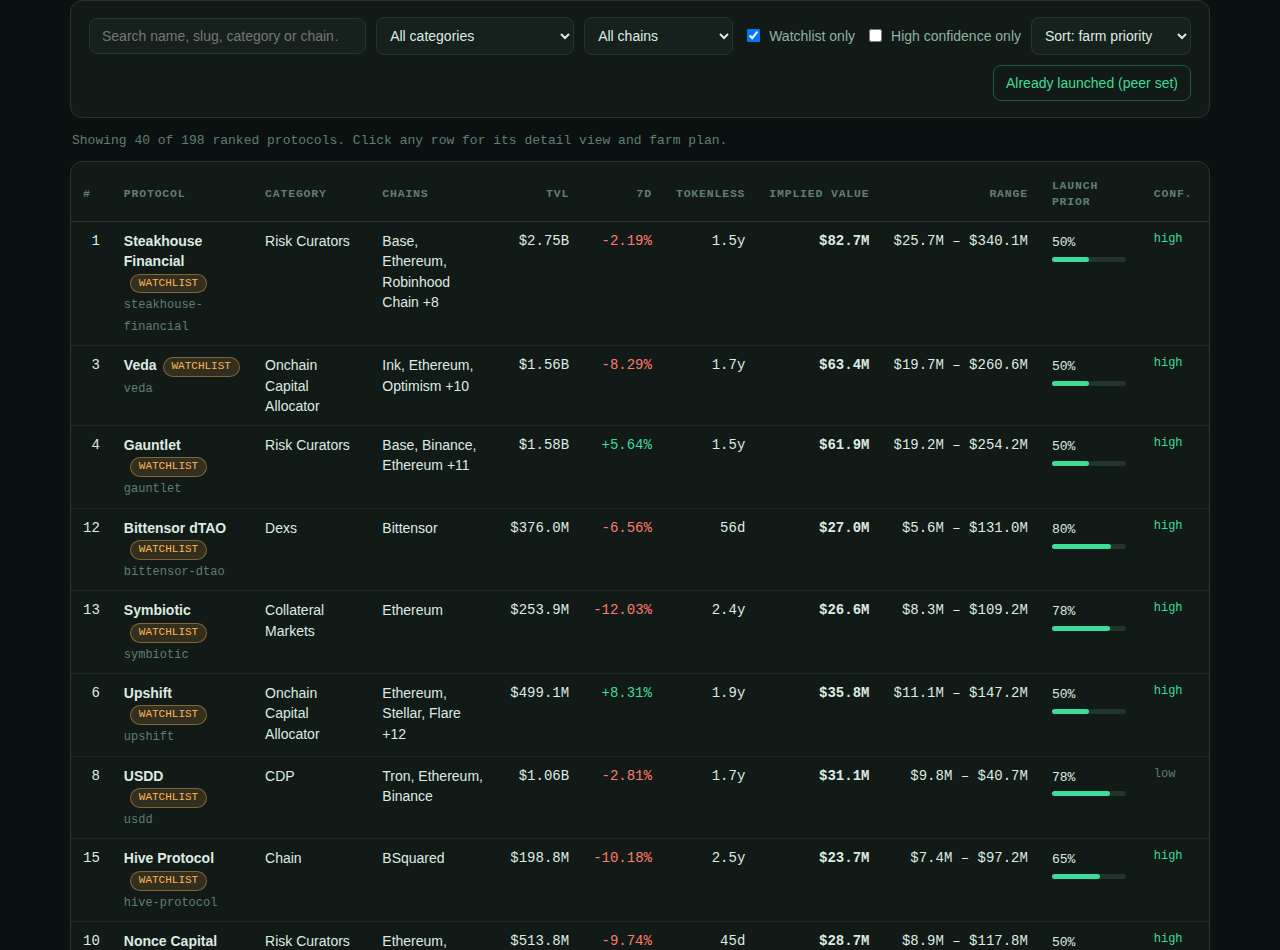 Search name, slug, category or chain. All categories All chains Watchlist only High confidence only Sort: farm priority
Already launched (peer set)
Showing 40 of 198 ranked protocols. Click any row for its detail view and farm plan.
# PROTOCOL CATEGORY CHAINS TVL 7D TOKENLESS IMPLIED VALUE RANGE LAUNCH PRIOR CONF.
1 Steakhouse Risk Curators Base, $2.75B -2.19% 1.5y $82.7M $25.7M – $340.1M 50% high
Financial Ethereum,
WATCHLIST Robinhood
steakhouse- Chain +8
financial
3 Veda WATCHLIST Onchain Ink, Ethereum, $1.56B -8.29% 1.7y $63.4M $19.7M – $260.6M 50% high
veda Capital Optimism +10
Allocator
4 Gauntlet Risk Curators Base, Binance, $1.58B +5.64% 1.5y $61.9M $19.2M – $254.2M 50% high
WATCHLIST Ethereum +11
gauntlet
12 Bittensor dTAO Dexs Bittensor $376.0M -6.56% 56d $27.0M $5.6M – $131.0M 80% high
WATCHLIST
bittensor-dtao
13 Symbiotic Collateral Ethereum $253.9M -12.03% 2.4y $26.6M $8.3M – $109.2M 78% high
WATCHLIST Markets
symbiotic
6 Upshift Onchain Ethereum, $499.1M +8.31% 1.9y $35.8M $11.1M – $147.2M 50% high
WATCHLIST Capital Stellar, Flare
upshift Allocator +12
8 USDD CDP Tron, Ethereum, $1.06B -2.81% 1.7y $31.1M $9.8M – $40.7M 78% low
WATCHLIST Binance
usdd
15 Hive Protocol Chain BSquared $198.8M -10.18% 2.5y $23.7M $7.4M – $97.2M 65% high
WATCHLIST
hive-protocol
10 Nonce Capital Risk Curators Ethereum, $513.8M -9.74% 45d $28.7M $8.9M – $117.8M 50% high